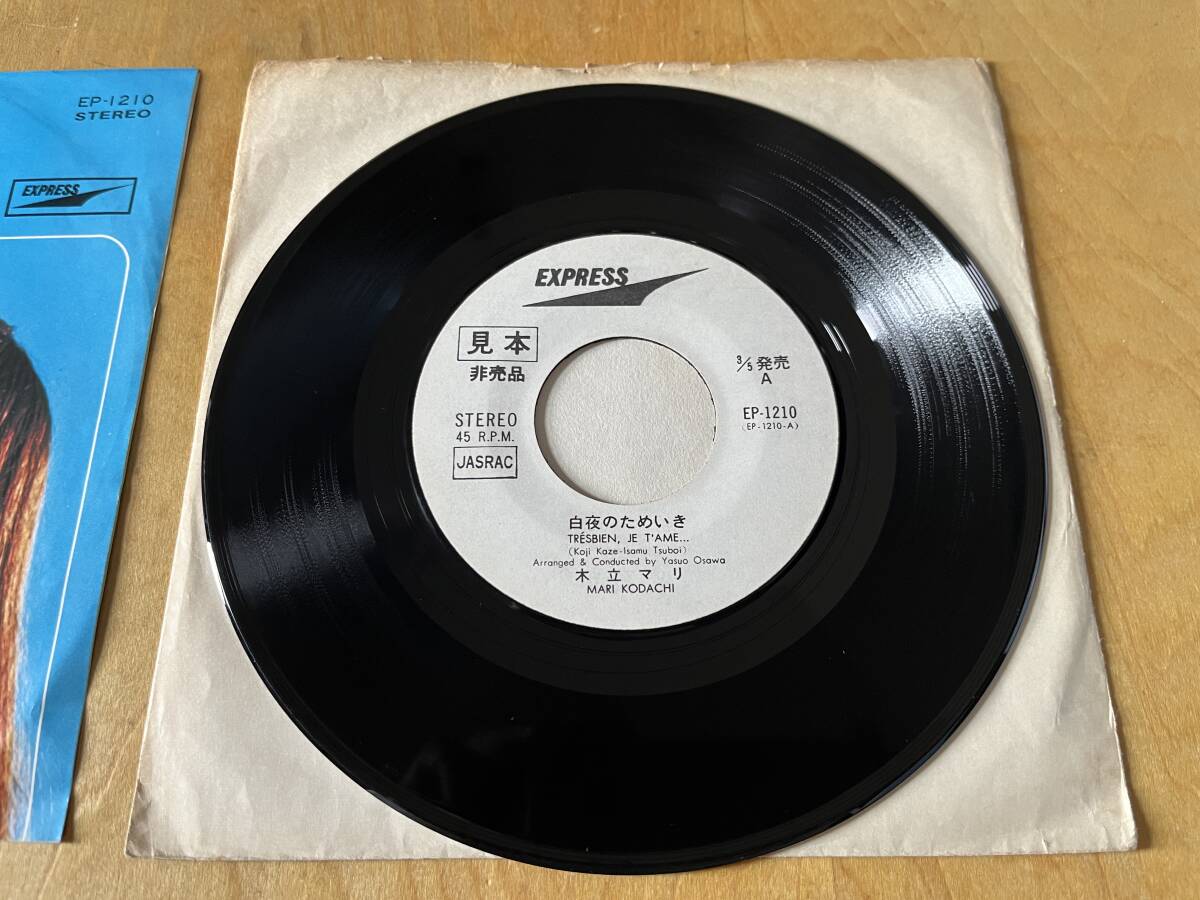 EP-1210
STEREO
EXPRESS
EXPRESS
見本
非売品
3/5 発売
A
STEREO
45 R.P.M.
EP-1210
(EP-1210-A)
JASRAC
白夜のためいき
TRÉSBIEN, JE T'AME...
(Koji Kaze-Isamu Tsuboi)
Arranged & Conducted by Yasuo Osawa
木立マリ
MARI KODACHI